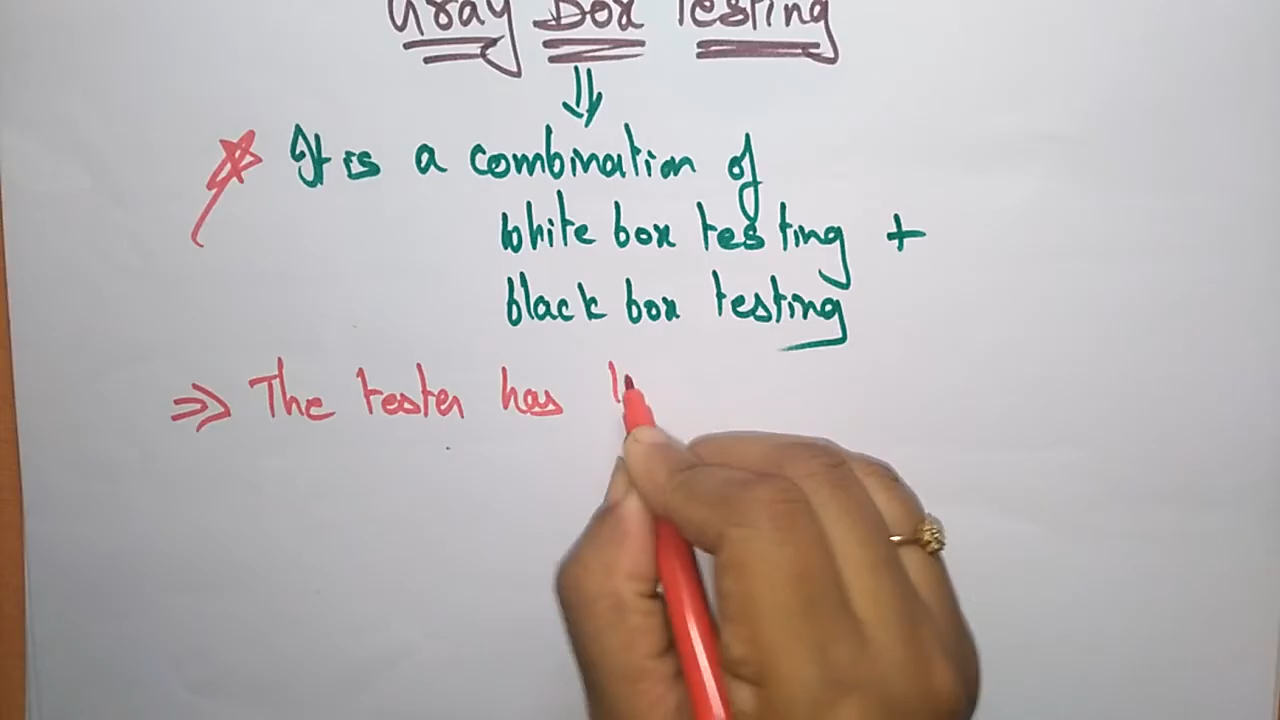 Gray Box Testing
It is a combination of
white box testing +
black box testing
The tester has